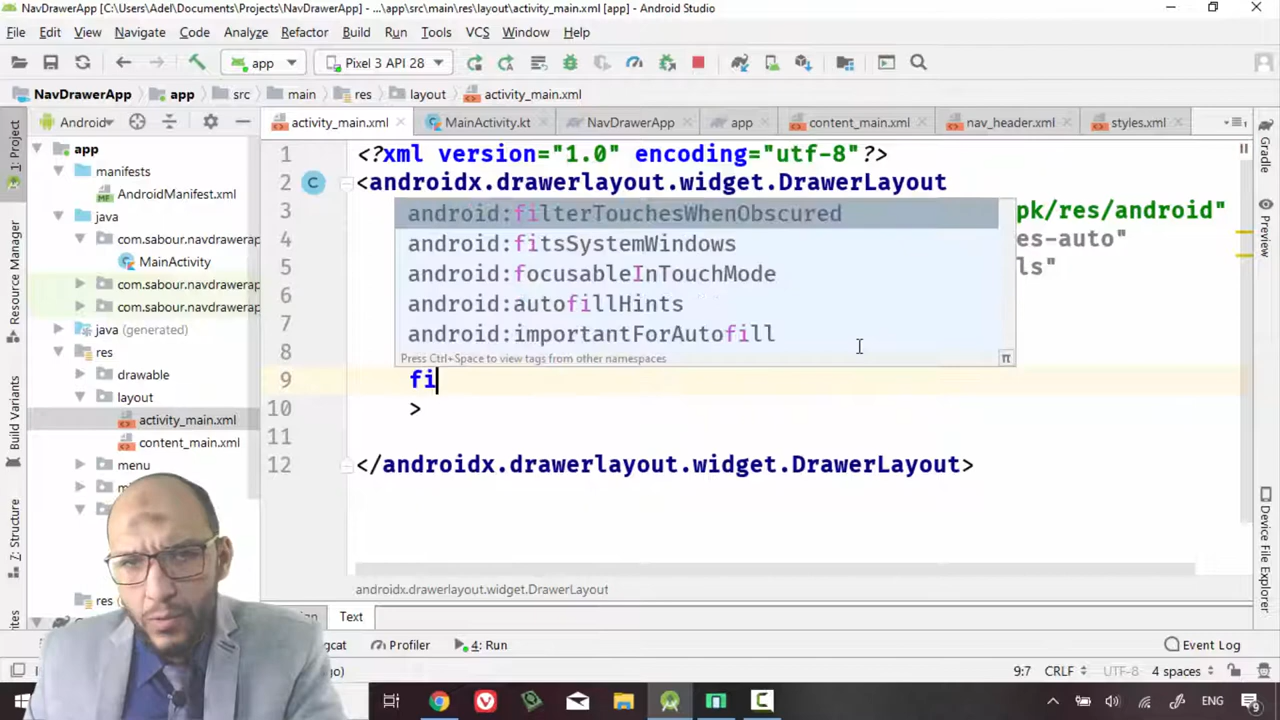 NavDrawerApp [C:\Users\Adel\Documents\Projects\NavDrawerApp] - ...\app\src\main\res\layout\activity_main.xml [app] - Android Studio
File Edit View Navigate Code Analyze Refactor Build Run Tools VCS Window Help
app Pixel 3 API 28
NavDrawerApp app src main res layout activity_main.xml
Android activity_main.xml MainActivity.kt NavDrawerApp app content_main.xml nav_header.xml styles.xml
1: Project
Resource Manager
Build Variants
7: Structure
app
manifests
AndroidManifest.xml
java
com.sabour.navdrawerap
MainActivity
com.sabour.navdrawerap
com.sabour.navdrawerap
java (generated)
res
drawable
layout
activity_main.xml
content_main.xml
menu
res
1 <?xml version="1.0" encoding="utf-8"?>
2 <androidx.drawerlayout.widget.DrawerLayout
3 pk/res/android"
4 es-auto"
5 ls"
6
7
8
android:filterTouchesWhenObscured
android:fitsSystemWindows
android:focusableInTouchMode
android:autofillHints
android:importantForAutofill
Press Ctrl+Space to view tags from other namespaces π
9 fi
10 >
11
12 </androidx.drawerlayout.widget.DrawerLayout>
androidx.drawerlayout.widget.DrawerLayout
Text
Gradle
Preview
Device File Explorer
Profiler 4: Run Event Log
9:7 CRLF UTF-8 4 spaces
ENG 9